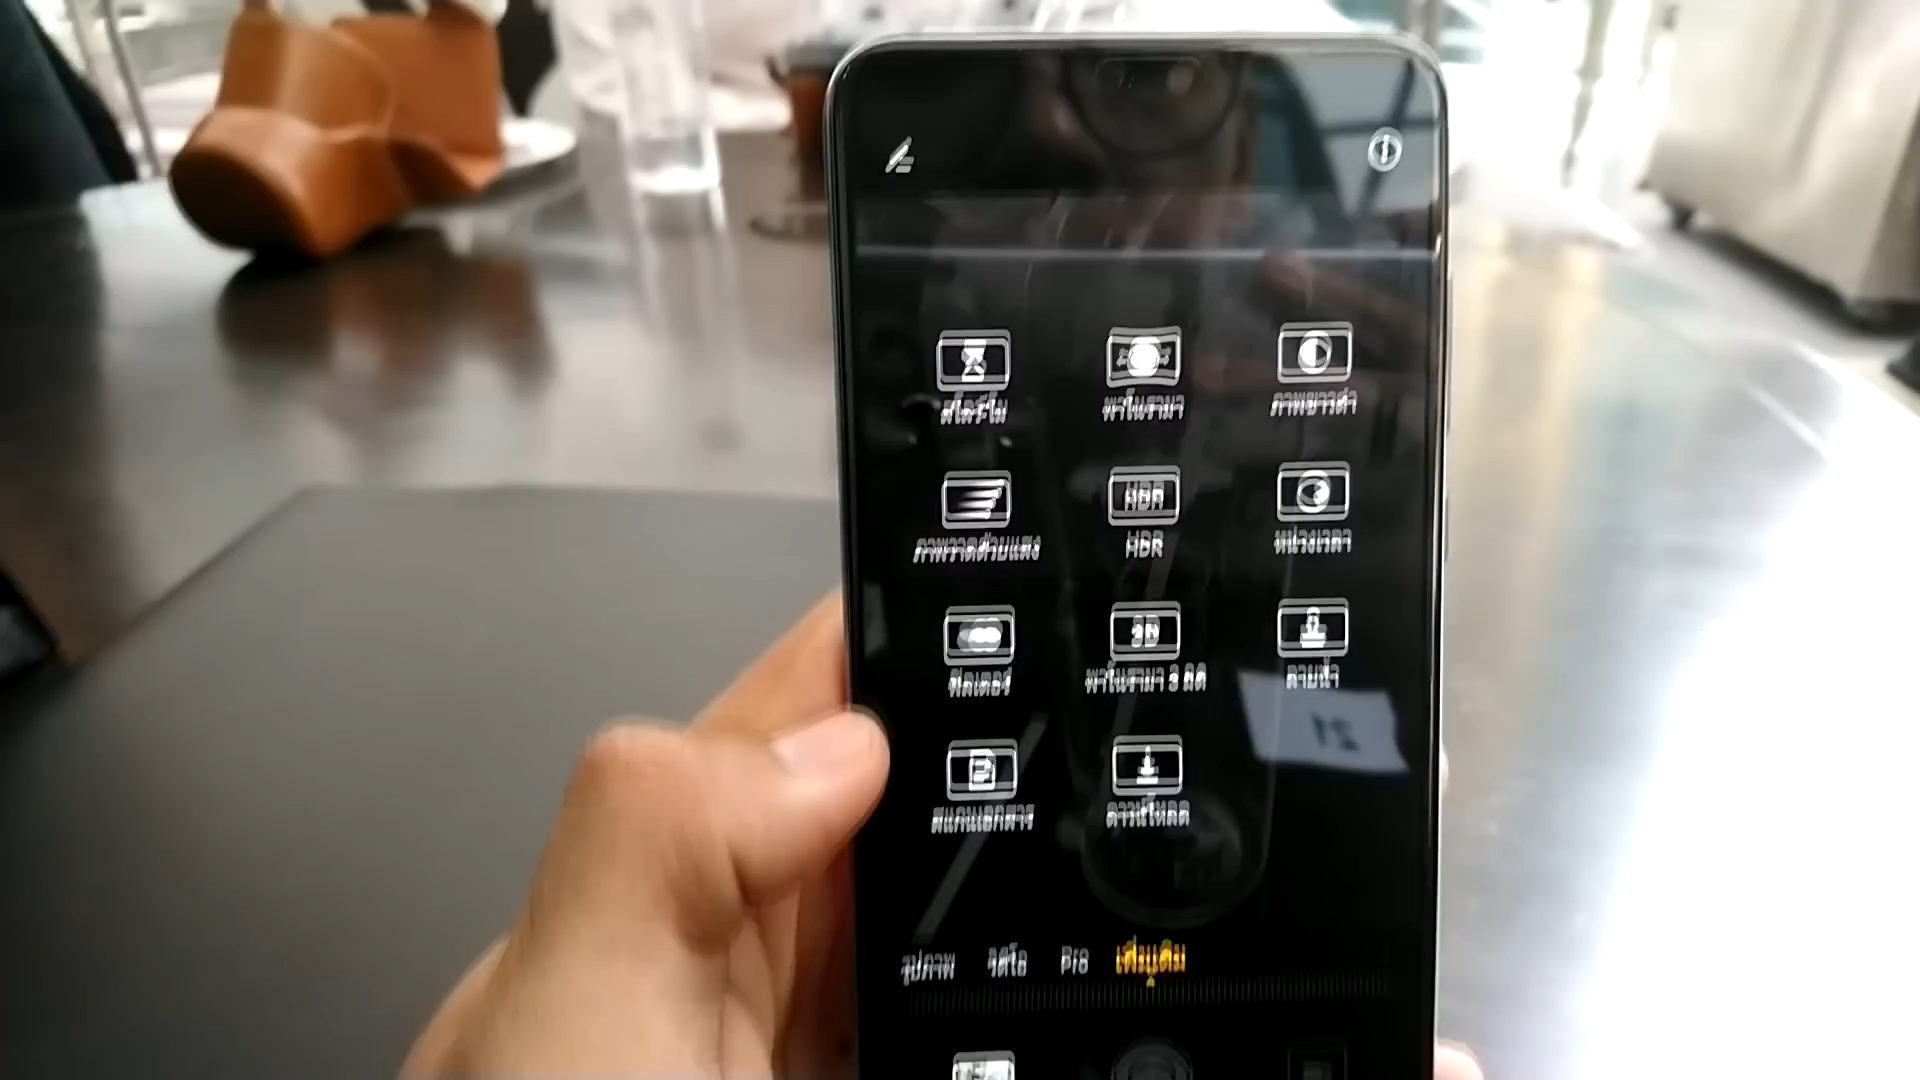 สโลว์โม พาโนรามา ภาพขาวดำ
HDR
ภาพวาดด้วยแสง HDR หน่วงเวลา
3D
ฟิลเตอร์ พาโนรามา 3 มิติ ลายน้ำ
สแกนเอกสาร ดาวน์โหลด
รูปภาพ วิดีโอ Pro เพิ่มเติม